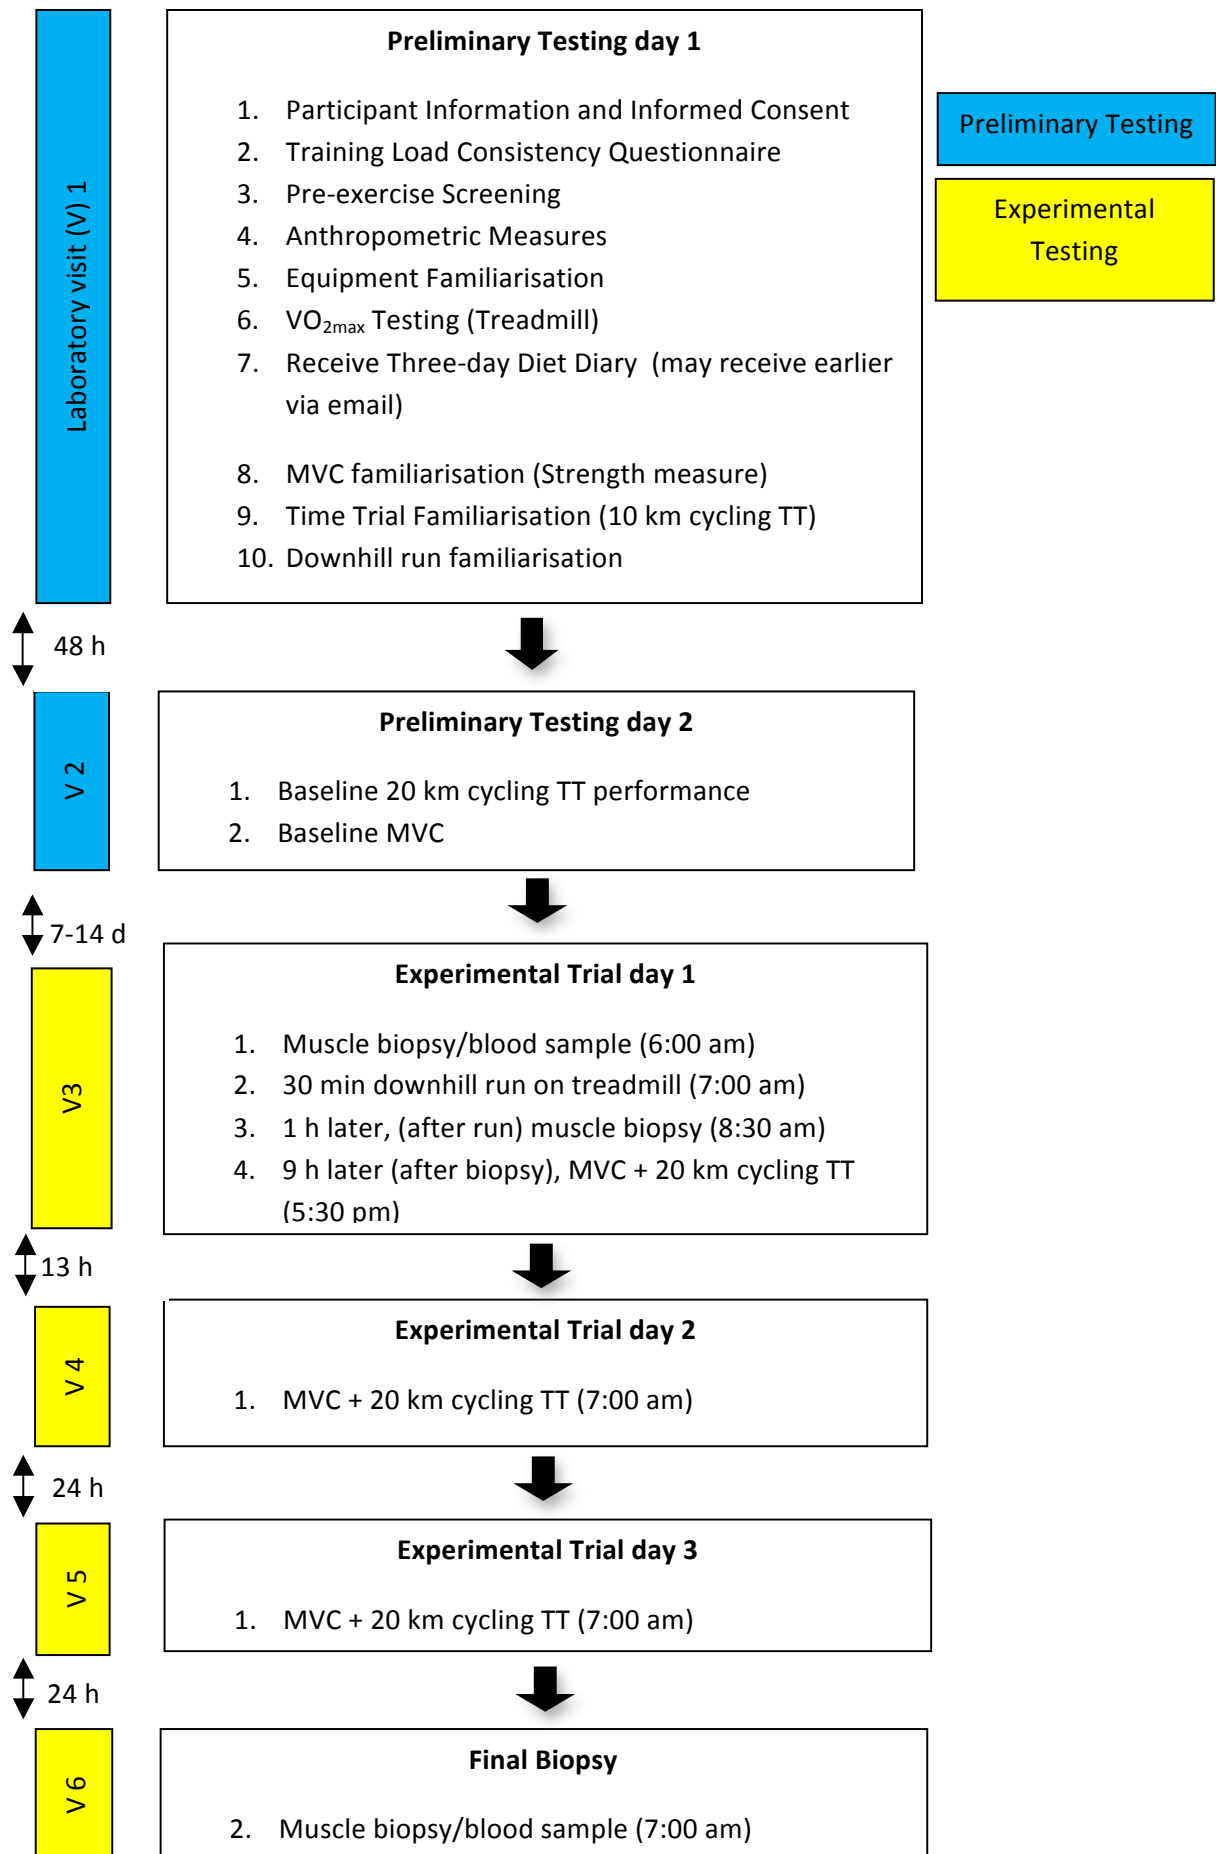 Preliminary Testing day 1
1. Participant Information and Informed Consent
2. Training Load Consistency Questionnaire
3. Pre-exercise Screening
4. Anthropometric Measures
5. Equipment Familiarisation
6. VO2max Testing (Treadmill)
7. Receive Three-day Diet Diary (may receive earlier
via email)
8. MVC familiarisation (Strength measure)
9. Time Trial Familiarisation (10 km cycling TT)
10. Downhill run familiarisation
Laboratory visit (V) 1
Preliminary Testing
Experimental
Testing
48 h
Preliminary Testing day 2
1. Baseline 20 km cycling TT performance
2. Baseline MVC
V 2
7-14 d
Experimental Trial day 1
1. Muscle biopsy/blood sample (6:00 am)
2. 30 min downhill run on treadmill (7:00 am)
3. 1 h later, (after run) muscle biopsy (8:30 am)
4. 9 h later (after biopsy), MVC + 20 km cycling TT
(5:30 pm)
V3
13 h
Experimental Trial day 2
1. MVC + 20 km cycling TT (7:00 am)
V 4
24 h
Experimental Trial day 3
1. MVC + 20 km cycling TT (7:00 am)
V 5
24 h
Final Biopsy
2. Muscle biopsy/blood sample (7:00 am)
V 6